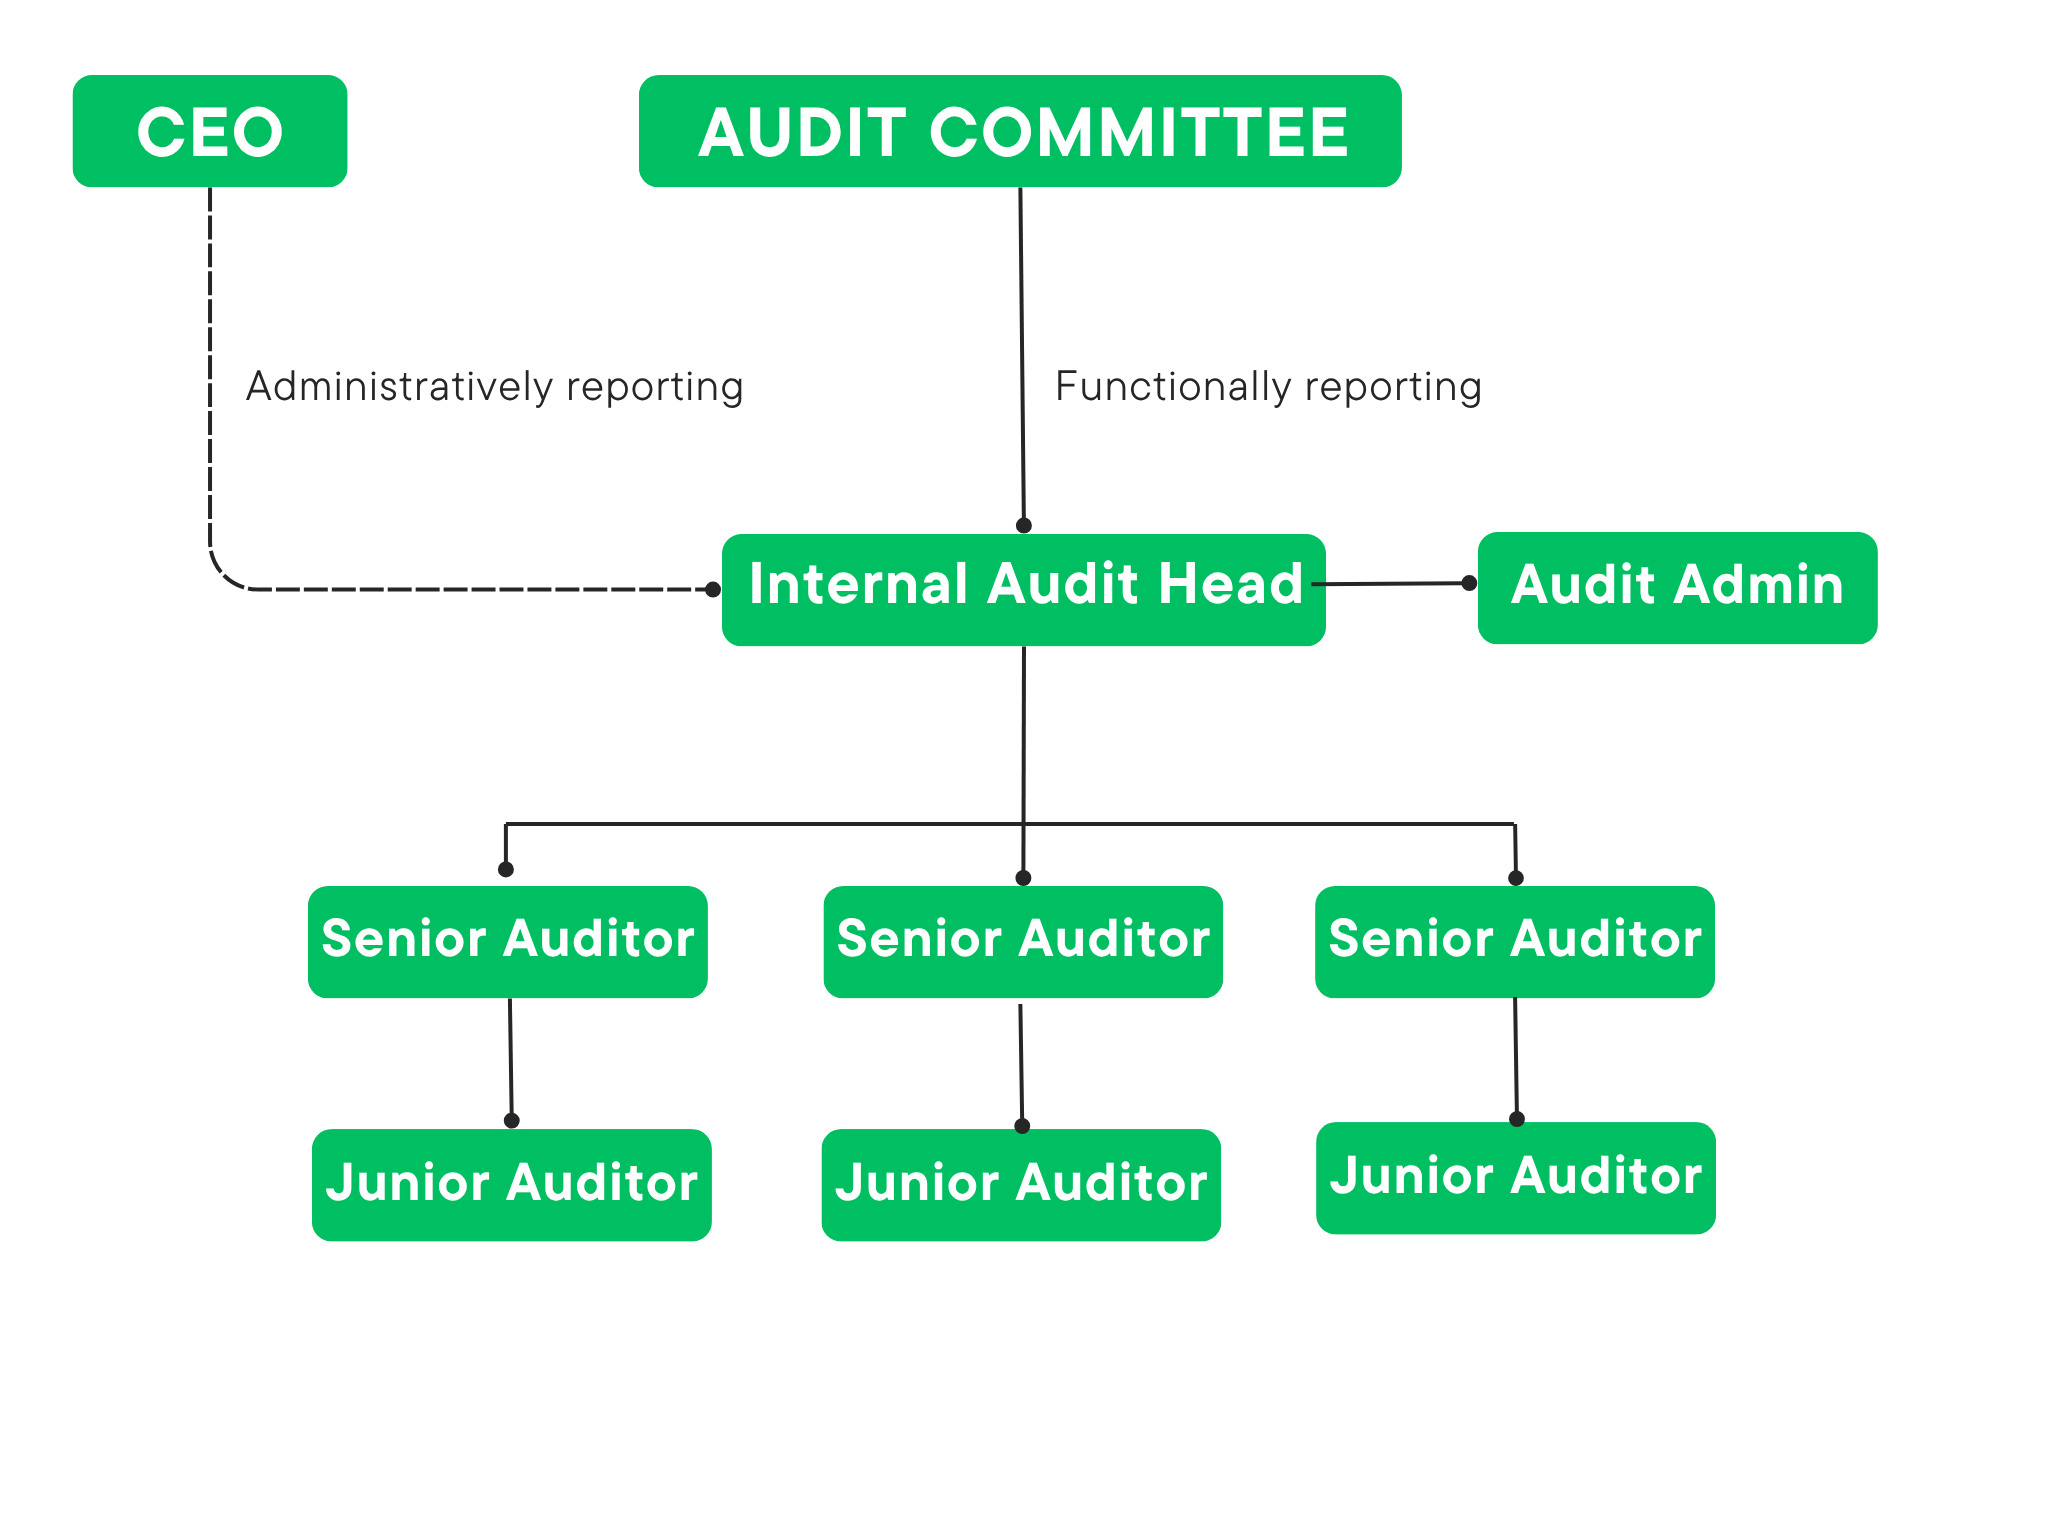 CEO
AUDIT COMMITTEE
Administratively reporting
Functionally reporting
Internal Audit Head
Audit Admin
Senior Auditor
Senior Auditor
Senior Auditor
Junior Auditor
Junior Auditor
Junior Auditor